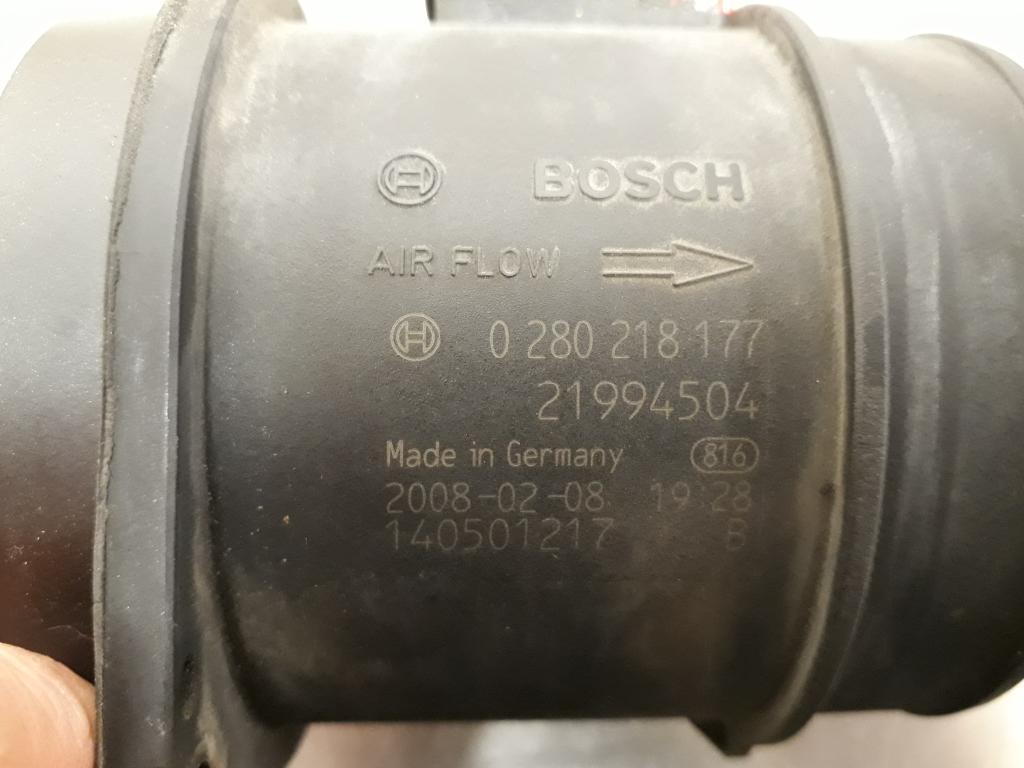 BOSCH
AIR FLOW
0 280 218 177
21994504
Made in Germany 816
2008-02-08 19:28
140501217 B